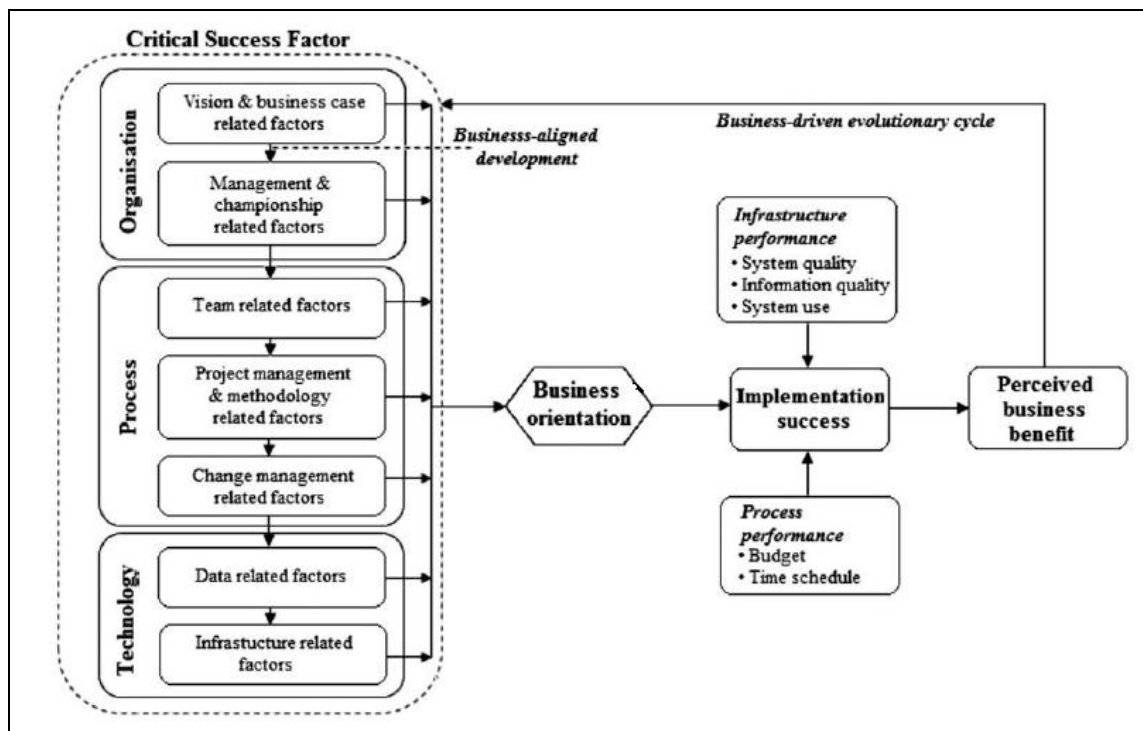 Critical Success Factor
Organisation
Vision & business case
related factors
Management &
championship
related factors
Process
Team related factors
Project management
& methodology
related factors
Change management
related factors
Technology
Data related factors
Infrastucture related
factors
Businesss-aligned
development
Business-driven evolutionary cycle
Business
orientation
Infrastructure
performance
• System quality
• Information quality
• System use
Implementation
success
Process
performance
• Budget
• Time schedule
Perceived
business
benefit